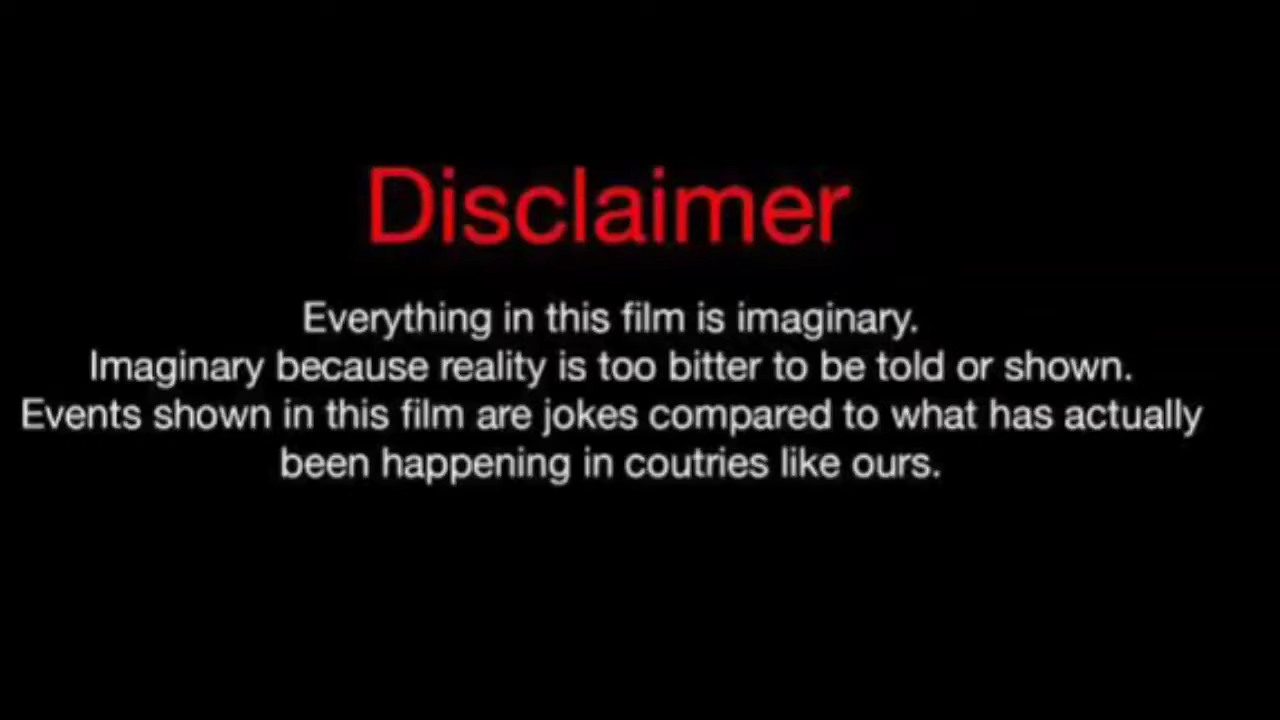 Disclaimer
Everything in this film is imaginary.
Imaginary because reality is too bitter to be told or shown.
Events shown in this film are jokes compared to what has actually
been happening in coutries like ours.